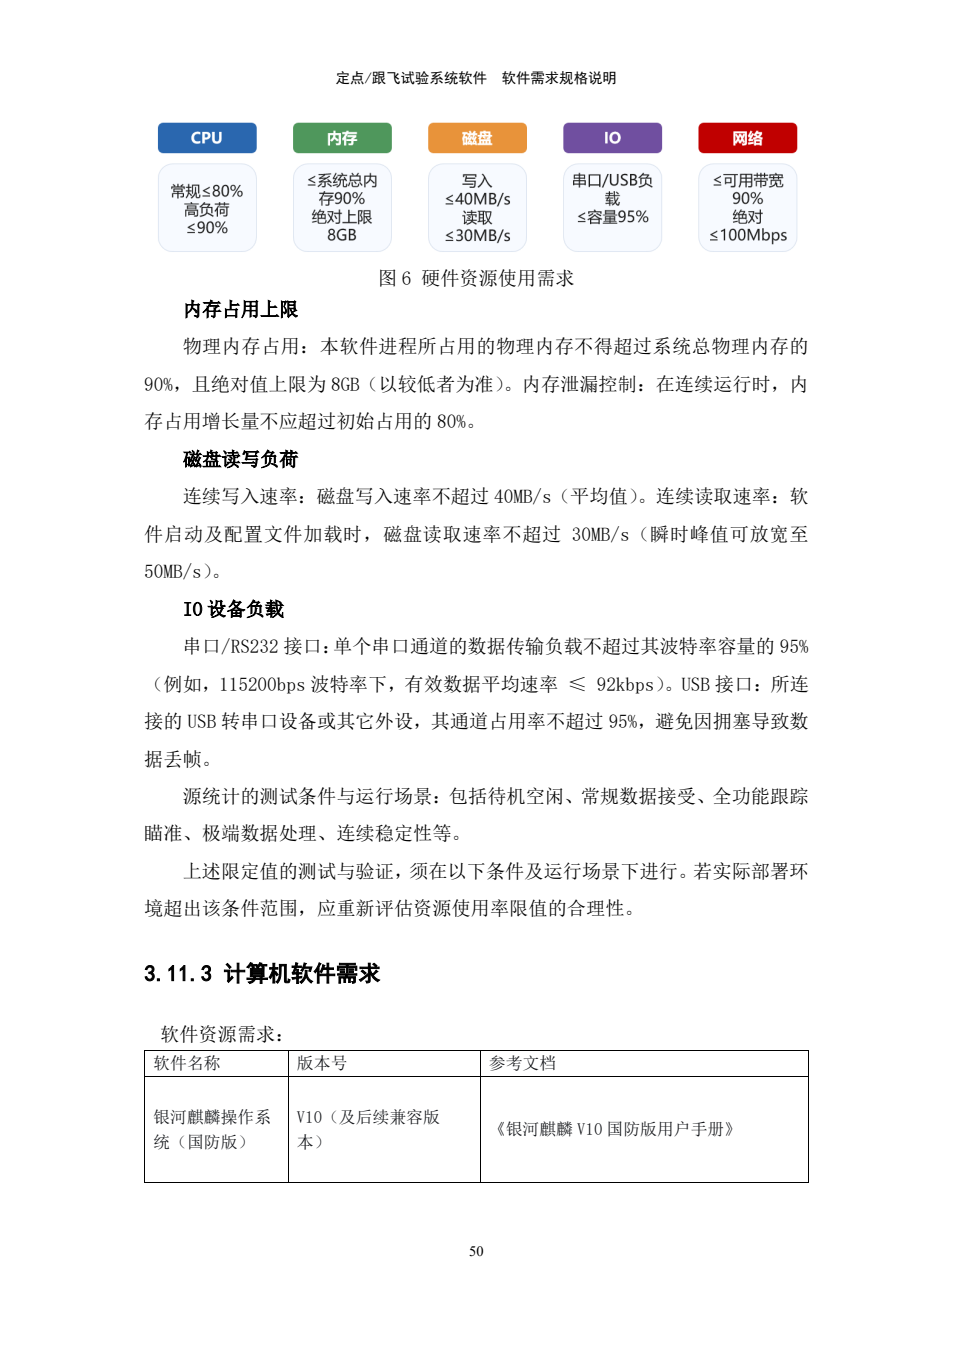 定点/跟飞试验系统软件　软件需求规格说明
CPU
内存
磁盘
IO
网络
常规≤80%
高负荷
≤90%
≤系统总内
存90%
绝对上限
8GB
写入
≤40MB/s
读取
≤30MB/s
串口/USB负
载
≤容量95%
≤可用带宽
90%
绝对
≤100Mbps
图 6 硬件资源使用需求
内存占用上限
物理内存占用：本软件进程所占用的物理内存不得超过系统总物理内存的
90%，且绝对值上限为 8GB（以较低者为准）。内存泄漏控制：在连续运行时，内
存占用增长量不应超过初始占用的 80%。
磁盘读写负荷
连续写入速率：磁盘写入速率不超过 40MB/s（平均值）。连续读取速率：软
件启动及配置文件加载时，磁盘读取速率不超过 30MB/s（瞬时峰值可放宽至
50MB/s）。
IO 设备负载
串口/RS232 接口：单个串口通道的数据传输负载不超过其波特率容量的 95%
（例如，115200bps 波特率下，有效数据平均速率 ≤ 92kbps）。USB 接口：所连
接的 USB 转串口设备或其它外设，其通道占用率不超过 95%，避免因拥塞导致数
据丢帧。
源统计的测试条件与运行场景：包括待机空闲、常规数据接受、全功能跟踪
瞄准、极端数据处理、连续稳定性等。
上述限定值的测试与验证，须在以下条件及运行场景下进行。若实际部署环
境超出该条件范围，应重新评估资源使用率限值的合理性。
3.11.3 计算机软件需求
软件资源需求：
软件名称
版本号
参考文档
银河麒麟操作系
统（国防版）
V10（及后续兼容版
本）
《银河麒麟 V10 国防版用户手册》
50